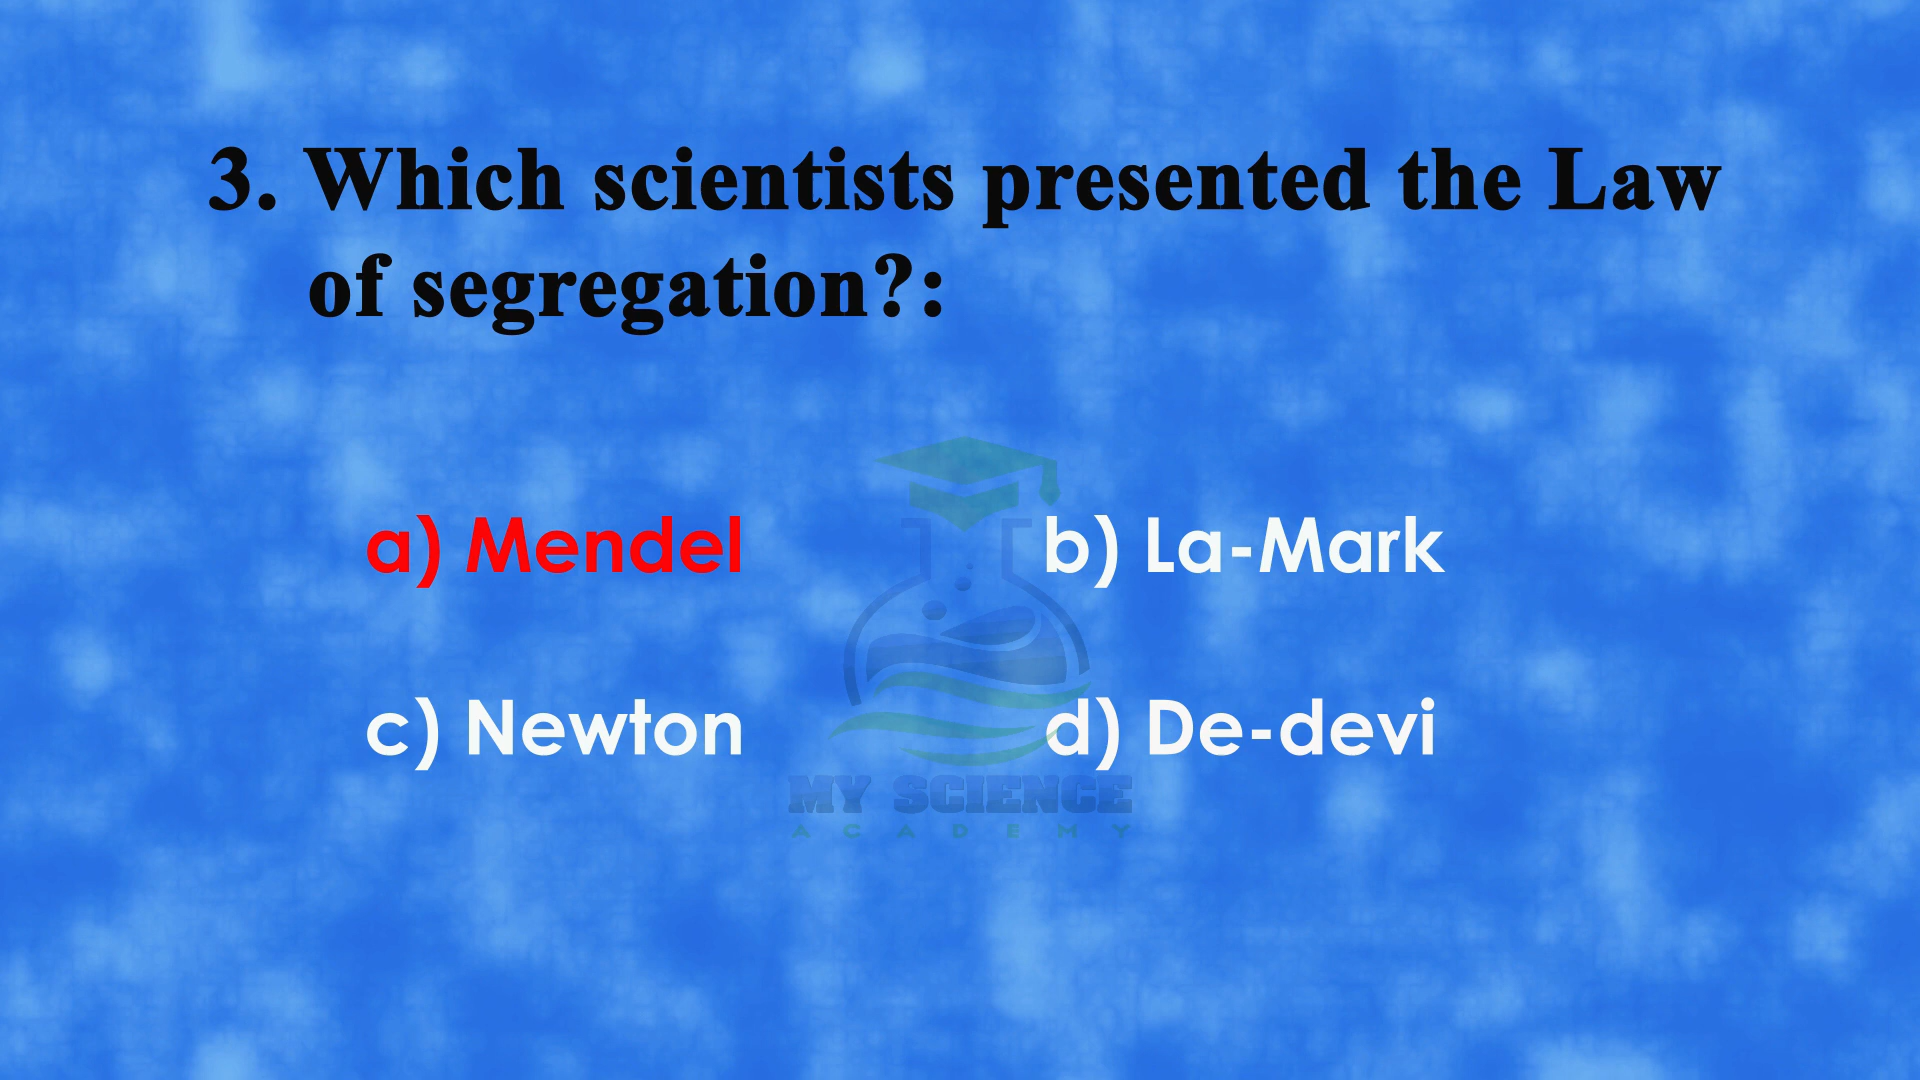 3. Which scientists presented the Law
of segregation?:
a) Mendel
b) La-Mark
c) Newton
d) De-devi
MY SCIENCE
ACADEMY